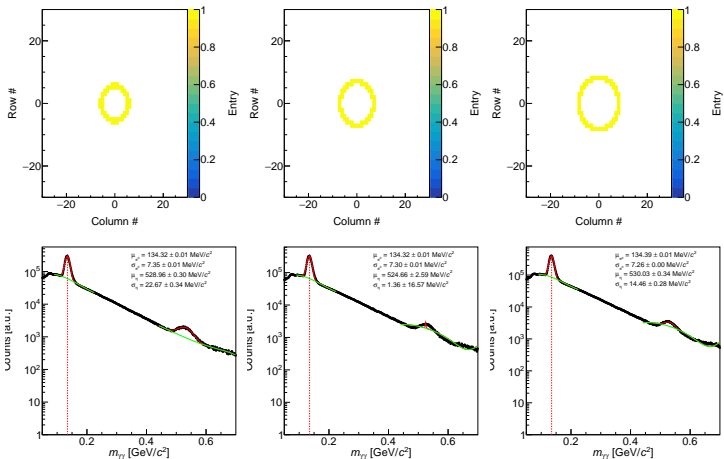 20
0
−20
Row #
−20
0
20
Column #
1
0.8
0.6
0.4
0.2
0
Entry
20
0
−20
Row #
−20
0
20
Column #
1
0.8
0.6
0.4
0.2
0
Entry
20
0
−20
Row #
−20
0
20
Column #
1
0.8
0.6
0.4
0.2
0
Entry
10⁵
10⁴
10³
10²
10
1
Counts [a.u.]
μπ⁰ = 134.32 ± 0.01 MeV/c²
σπ⁰ = 7.35 ± 0.01 MeV/c²
μη = 528.96 ± 0.30 MeV/c²
ση = 22.67 ± 0.34 MeV/c²
0.2
0.4
0.6
mγγ [GeV/c²]
10⁵
10⁴
10³
10²
10
1
Counts [a.u.]
μπ⁰ = 134.32 ± 0.01 MeV/c²
σπ⁰ = 7.30 ± 0.01 MeV/c²
μη = 524.66 ± 2.59 MeV/c²
ση = 1.36 ± 16.57 MeV/c²
0.2
0.4
0.6
mγγ [GeV/c²]
10⁵
10⁴
10³
10²
10
1
Counts [a.u.]
μπ⁰ = 134.39 ± 0.01 MeV/c²
σπ⁰ = 7.26 ± 0.00 MeV/c²
μη = 530.03 ± 0.34 MeV/c²
ση = 14.46 ± 0.28 MeV/c²
0.2
0.4
0.6
mγγ [GeV/c²]